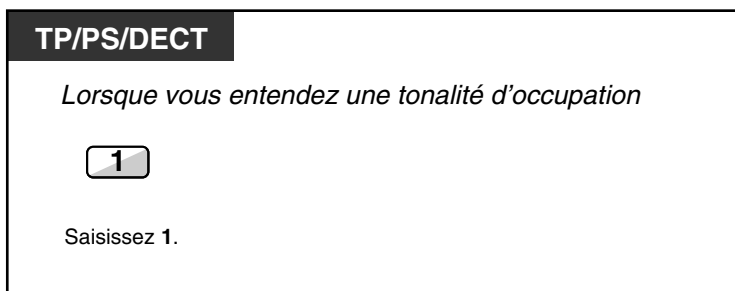 TP/PS/DECT
Lorsque vous entendez une tonalité d'occupation
1
Saisissez 1.